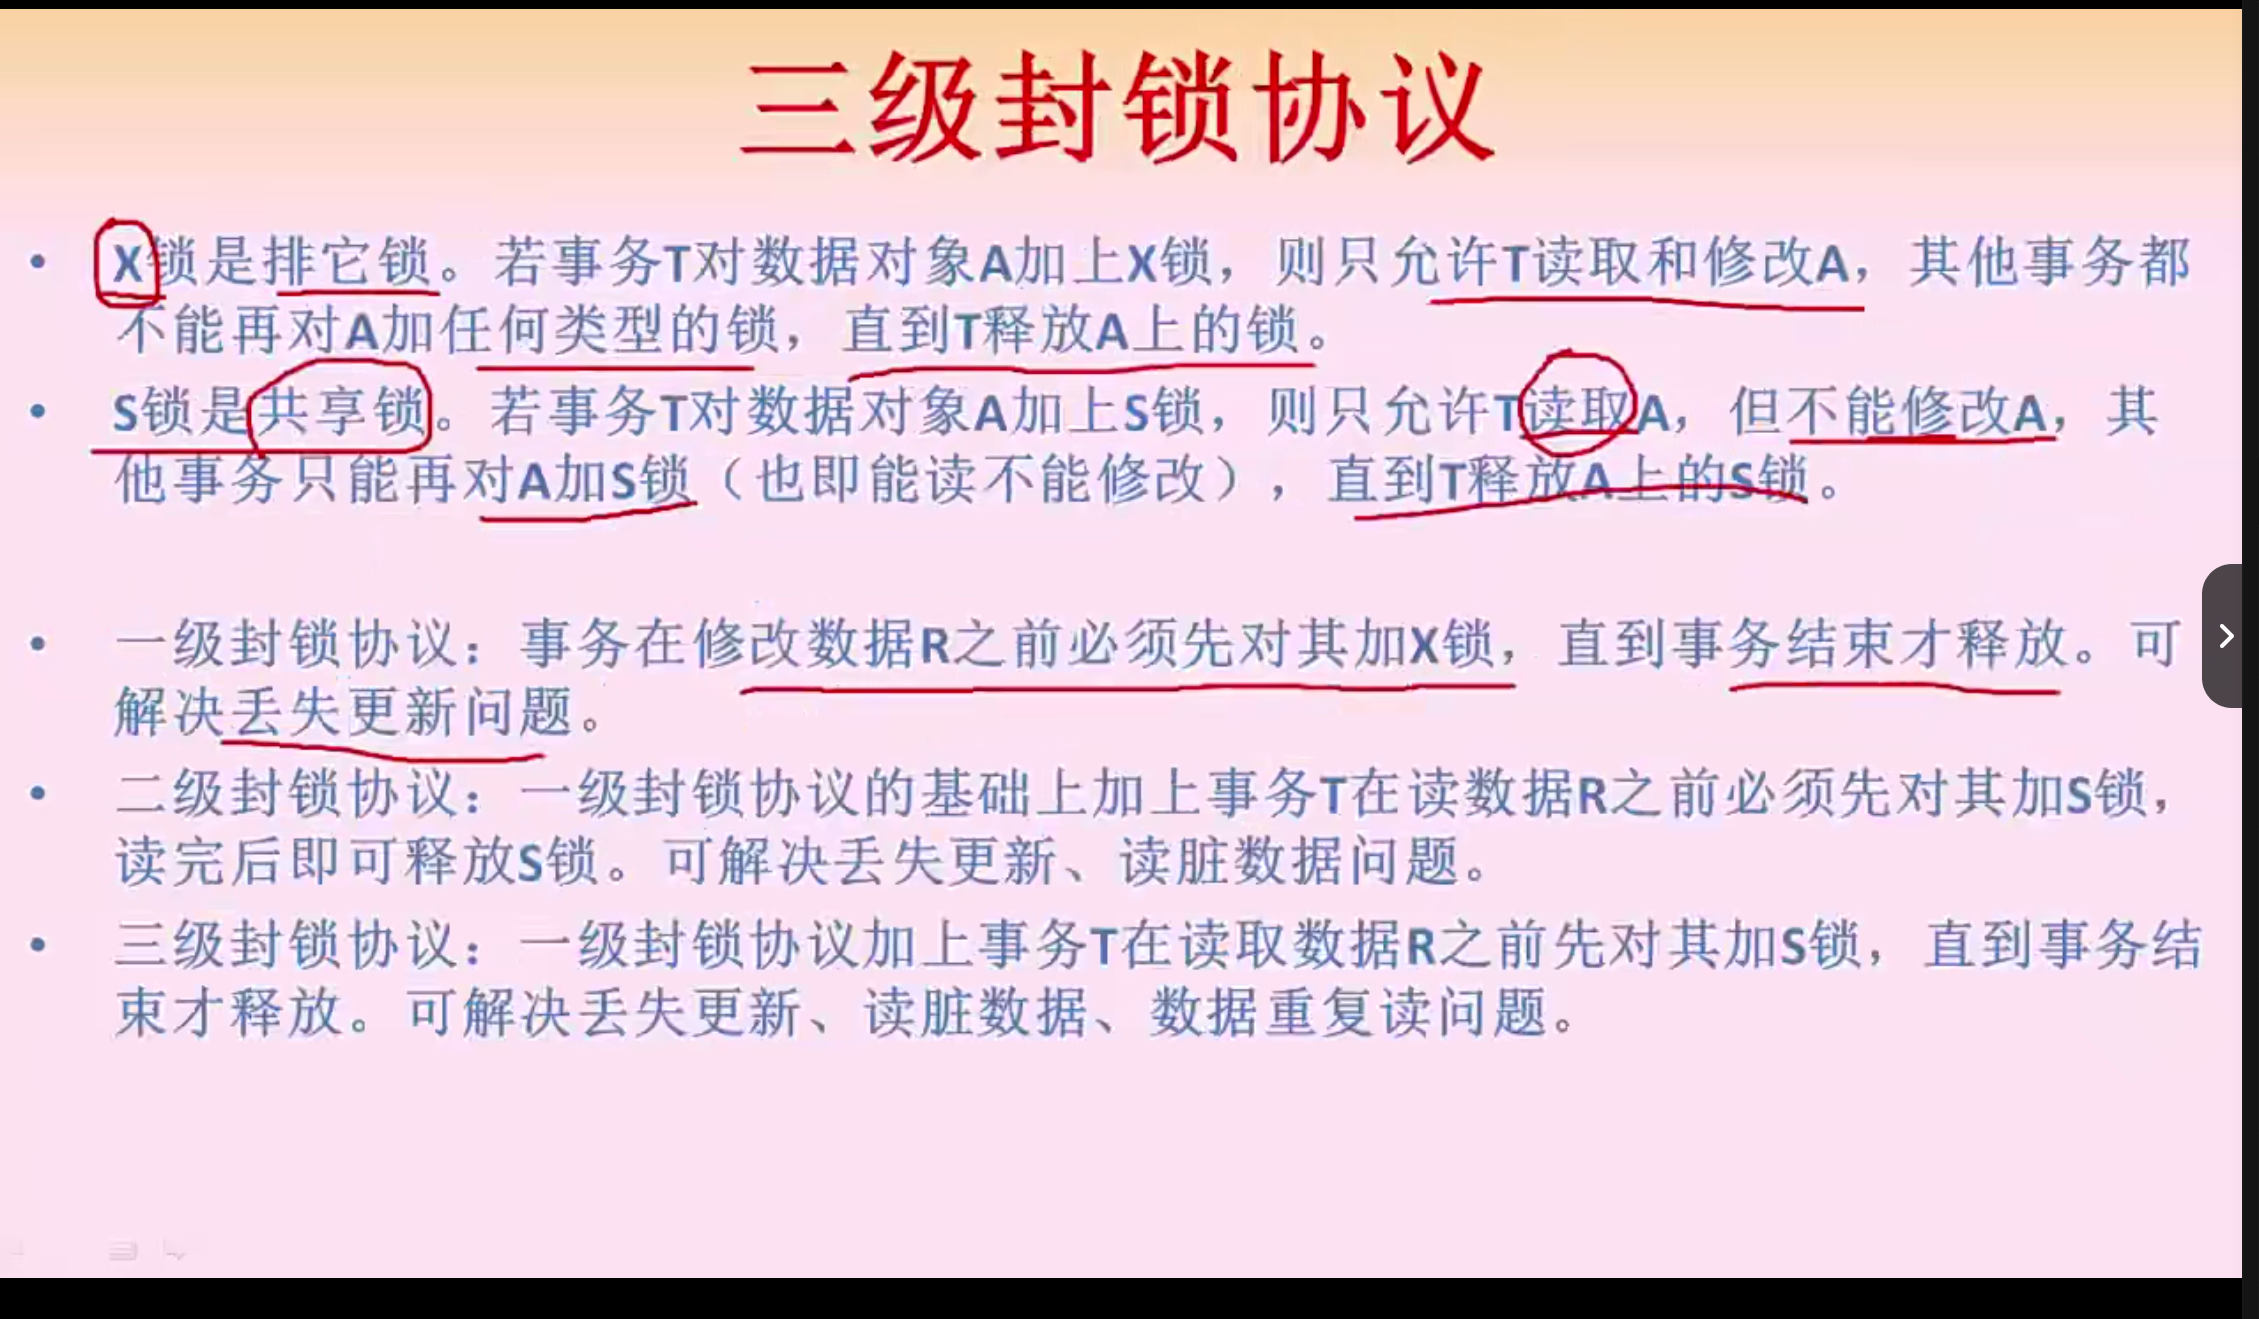 三级封锁协议
• X锁是排它锁。若事务T对数据对象A加上X锁，则只允许T读取和修改A，其他事务都
不能再对A加任何类型的锁，直到T释放A上的锁。
• S锁是共享锁。若事务T对数据对象A加上S锁，则只允许T读取A，但不能修改A，其
他事务只能再对A加S锁（也即能读不能修改），直到T释放A上的S锁。
• 一级封锁协议：事务在修改数据R之前必须先对其加X锁，直到事务结束才释放。可
解决丢失更新问题。
• 二级封锁协议：一级封锁协议的基础上加上事务T在读数据R之前必须先对其加S锁，
读完后即可释放S锁。可解决丢失更新、读脏数据问题。
• 三级封锁协议：一级封锁协议加上事务T在读取数据R之前先对其加S锁，直到事务结
束才释放。可解决丢失更新、读脏数据、数据重复读问题。